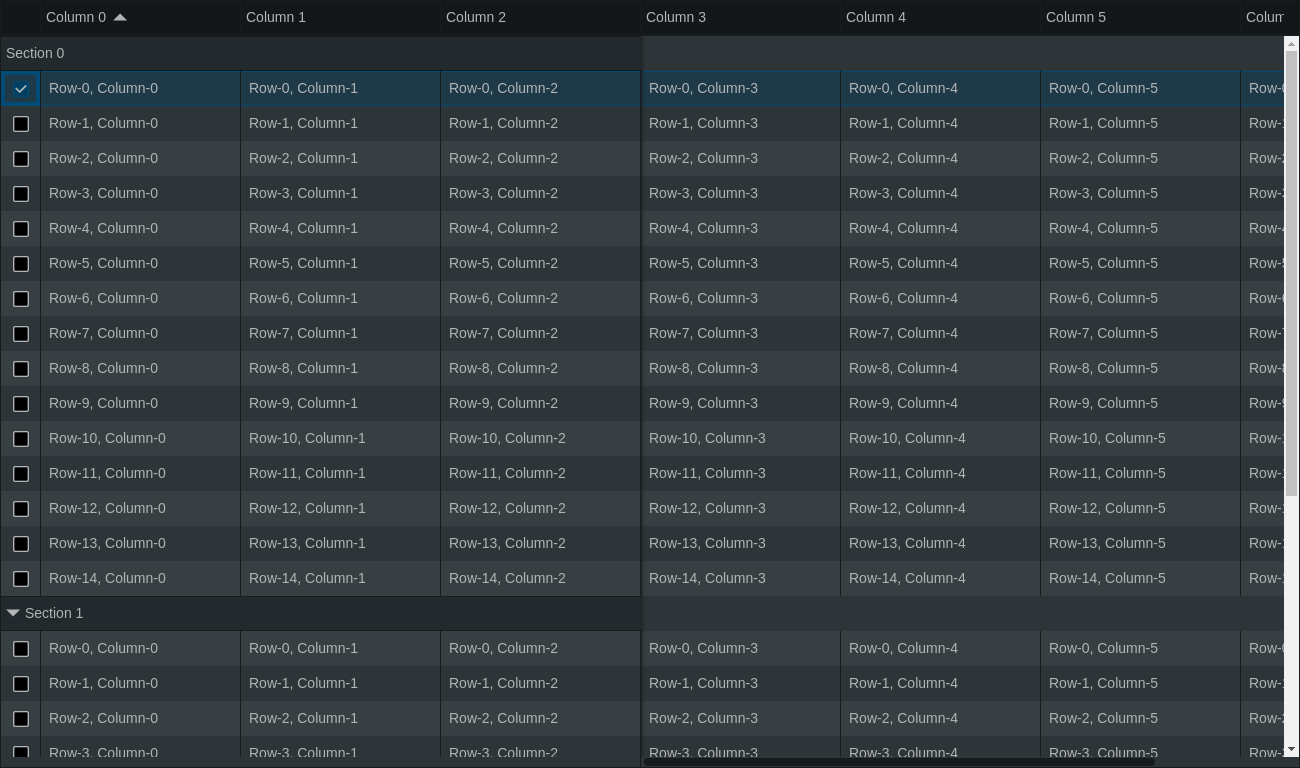 Column 0 Column 1 Column 2 Column 3 Column 4 Column 5 Colum
Section 0
Row-0, Column-0 Row-0, Column-1 Row-0, Column-2 Row-0, Column-3 Row-0, Column-4 Row-0, Column-5 Row-0
Row-1, Column-0 Row-1, Column-1 Row-1, Column-2 Row-1, Column-3 Row-1, Column-4 Row-1, Column-5 Row-1
Row-2, Column-0 Row-2, Column-1 Row-2, Column-2 Row-2, Column-3 Row-2, Column-4 Row-2, Column-5 Row-2
Row-3, Column-0 Row-3, Column-1 Row-3, Column-2 Row-3, Column-3 Row-3, Column-4 Row-3, Column-5 Row-3
Row-4, Column-0 Row-4, Column-1 Row-4, Column-2 Row-4, Column-3 Row-4, Column-4 Row-4, Column-5 Row-4
Row-5, Column-0 Row-5, Column-1 Row-5, Column-2 Row-5, Column-3 Row-5, Column-4 Row-5, Column-5 Row-5
Row-6, Column-0 Row-6, Column-1 Row-6, Column-2 Row-6, Column-3 Row-6, Column-4 Row-6, Column-5 Row-6
Row-7, Column-0 Row-7, Column-1 Row-7, Column-2 Row-7, Column-3 Row-7, Column-4 Row-7, Column-5 Row-7
Row-8, Column-0 Row-8, Column-1 Row-8, Column-2 Row-8, Column-3 Row-8, Column-4 Row-8, Column-5 Row-8
Row-9, Column-0 Row-9, Column-1 Row-9, Column-2 Row-9, Column-3 Row-9, Column-4 Row-9, Column-5 Row-9
Row-10, Column-0 Row-10, Column-1 Row-10, Column-2 Row-10, Column-3 Row-10, Column-4 Row-10, Column-5 Row-1
Row-11, Column-0 Row-11, Column-1 Row-11, Column-2 Row-11, Column-3 Row-11, Column-4 Row-11, Column-5 Row-1
Row-12, Column-0 Row-12, Column-1 Row-12, Column-2 Row-12, Column-3 Row-12, Column-4 Row-12, Column-5 Row-1
Row-13, Column-0 Row-13, Column-1 Row-13, Column-2 Row-13, Column-3 Row-13, Column-4 Row-13, Column-5 Row-1
Row-14, Column-0 Row-14, Column-1 Row-14, Column-2 Row-14, Column-3 Row-14, Column-4 Row-14, Column-5 Row-1
Section 1
Row-0, Column-0 Row-0, Column-1 Row-0, Column-2 Row-0, Column-3 Row-0, Column-4 Row-0, Column-5 Row-0
Row-1, Column-0 Row-1, Column-1 Row-1, Column-2 Row-1, Column-3 Row-1, Column-4 Row-1, Column-5 Row-1
Row-2, Column-0 Row-2, Column-1 Row-2, Column-2 Row-2, Column-3 Row-2, Column-4 Row-2, Column-5 Row-2
Row-3, Column-0 Row-3, Column-1 Row-3, Column-2 Row-3, Column-3 Row-3, Column-4 Row-3, Column-5 Row-3